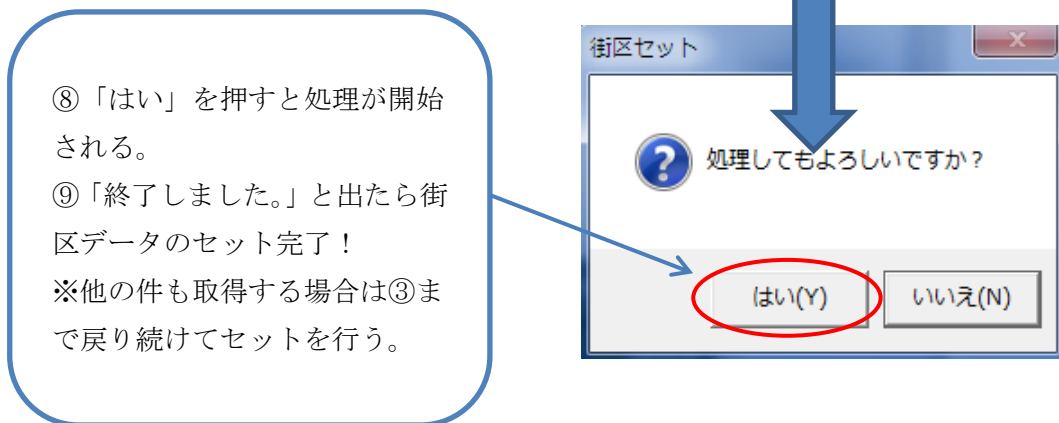 ⑧「はい」を押すと処理が開始
される。
⑨「終了しました。」と出たら街
区データのセット完了！
※他の件も取得する場合は③ま
で戻り続けてセットを行う。
街区セット
処理してもよろしいですか？
はい(Y)
いいえ(N)